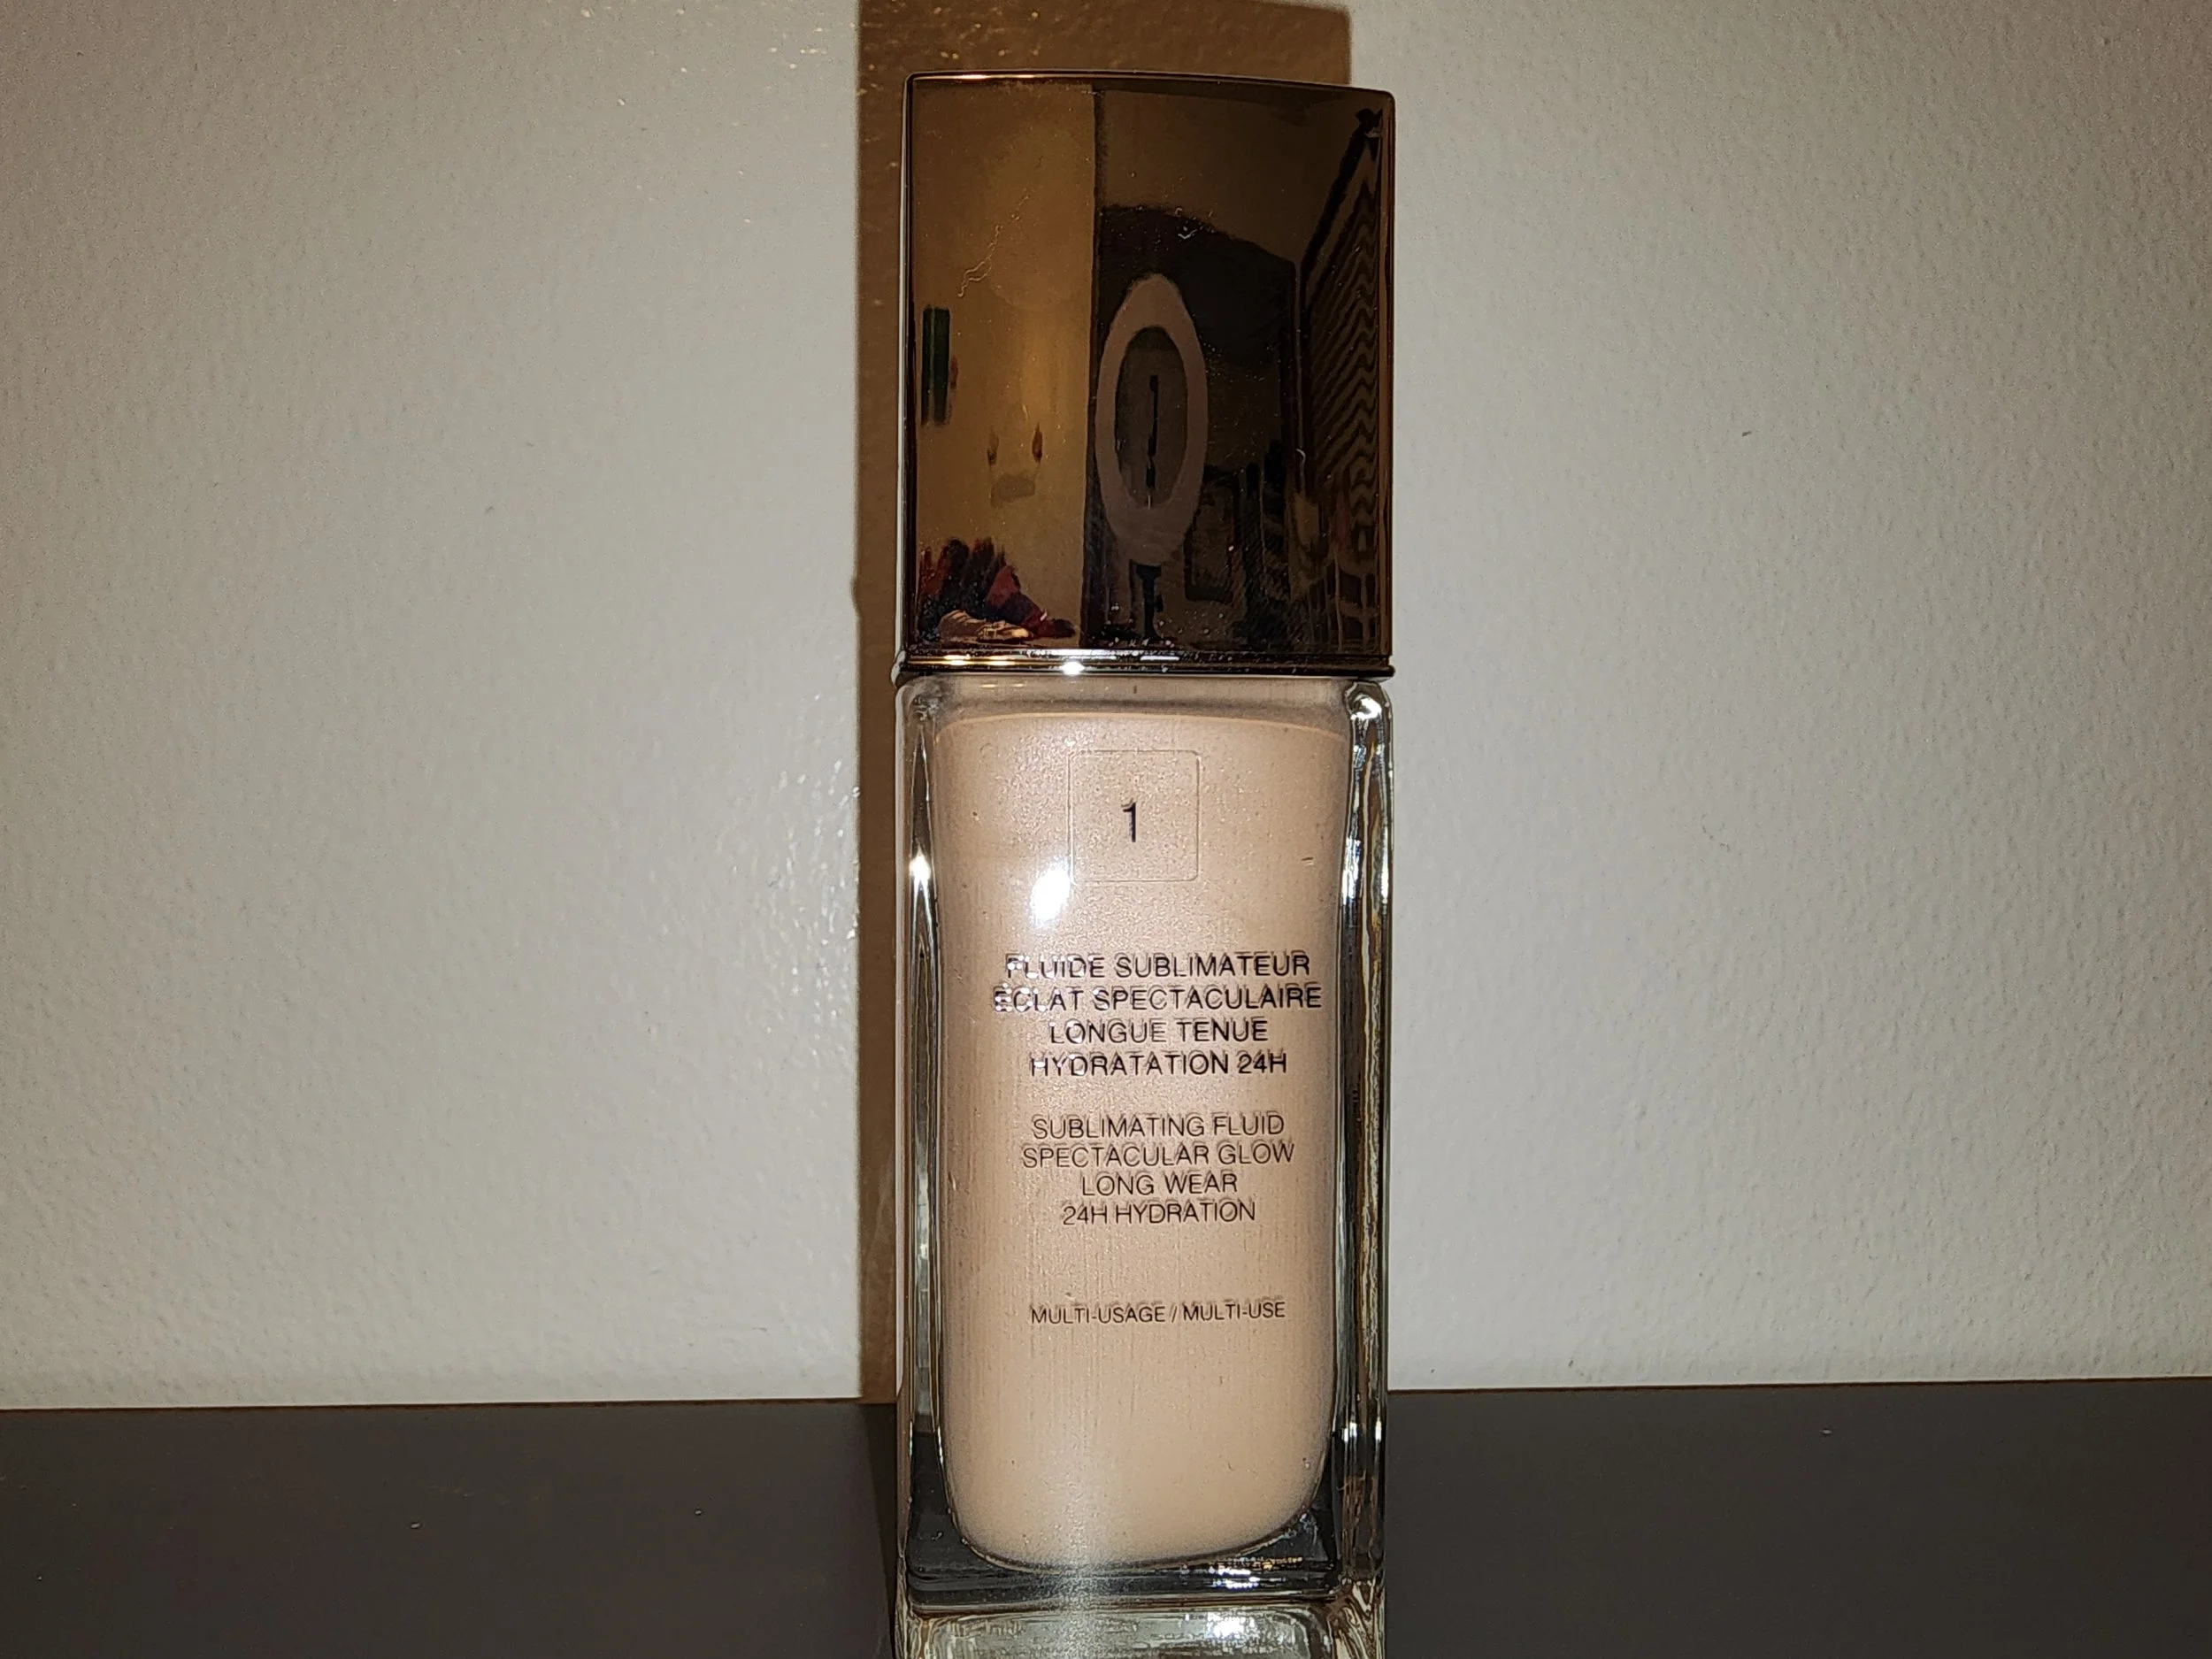 1
FLUIDE SUBLIMATEUR
ÉCLAT SPECTACULAIRE
LONGUE TENUE
HYDRATATION 24H
SUBLIMATING FLUID
SPECTACULAR GLOW
LONG WEAR
24H HYDRATION
MULTI-USAGE / MULTI-USE